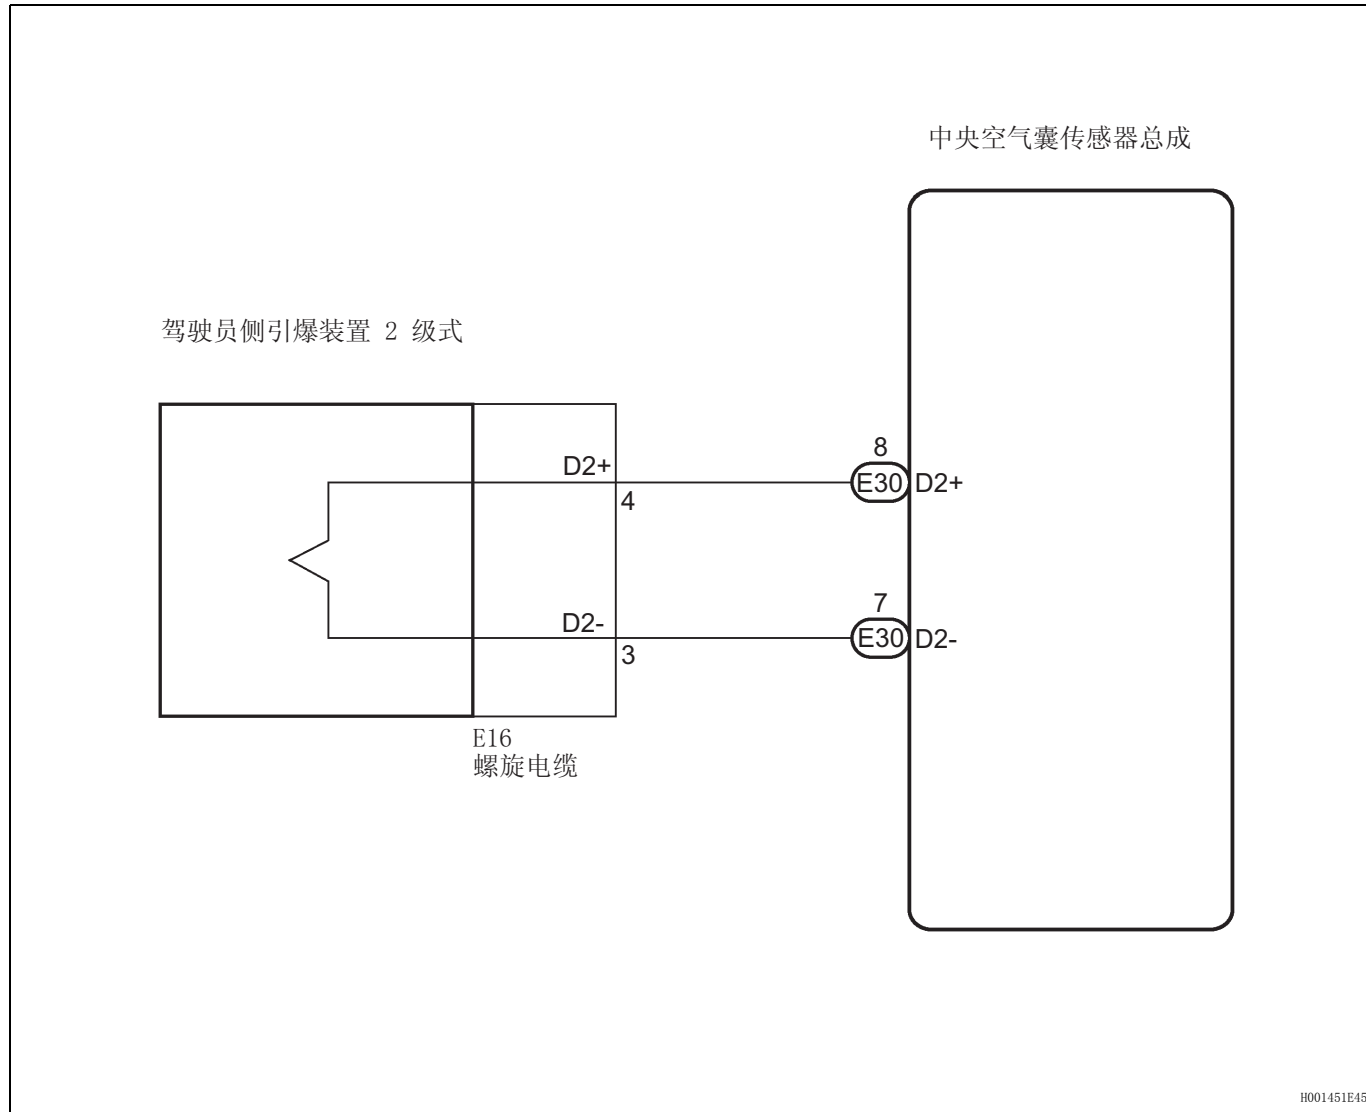 中央空气囊传感器总成
驾驶员侧引爆装置 2 级式
8
D2+
E30 D2+
4
7
D2-
E30 D2-
3
E16
螺旋电缆
H001451E45